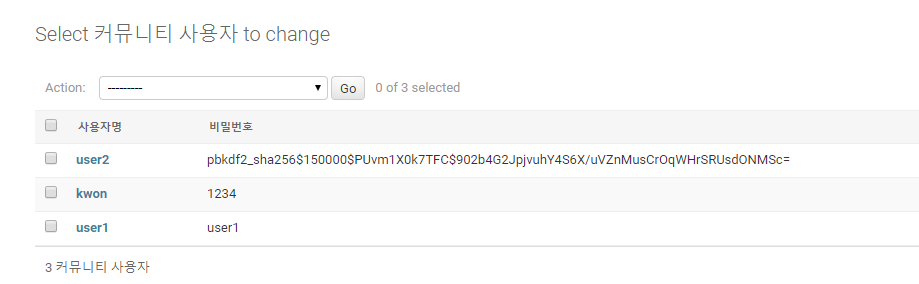 Select 커뮤니티 사용자 to change
Action: --------- Go 0 of 3 selected
사용자명 비밀번호
user2 pbkdf2_sha256$150000$PUvm1X0k7TFC$902b4G2JpjvuhY4S6X/uVZnMusCrOqWHrSRUsdONMSc=
kwon 1234
user1 user1
3 커뮤니티 사용자